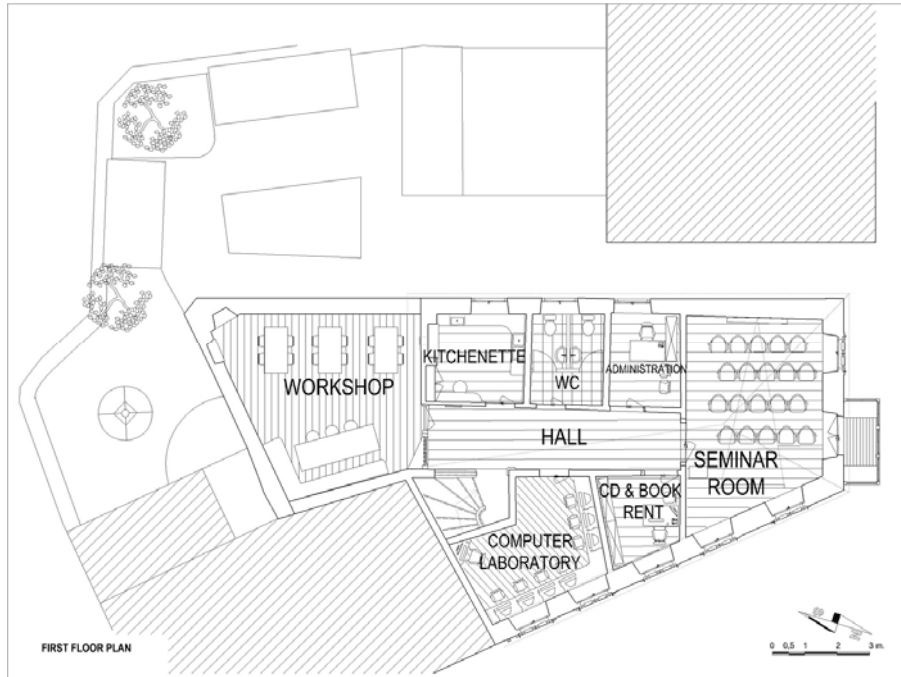 KITCHENETTE
WC
ADMINISTRATION
WORKSHOP
HALL
SEMINAR
ROOM
CD & BOOK
RENT
COMPUTER
LABORATORY
FIRST FLOOR PLAN
0 0,5 1 2 3 m.